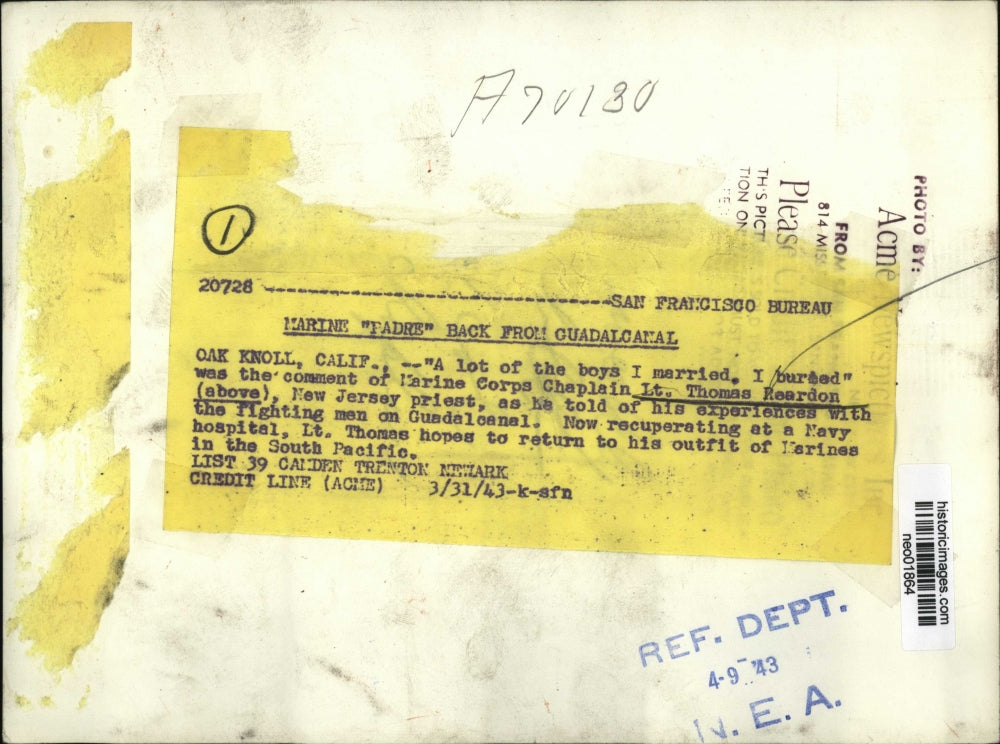 A70180
PHOTO BY:
Acme
FROM
814
Please
TH'S PICT
TION ON
1
20728 ---------------------------------------SAN FRANCISCO BUREAU
MARINE "PADRE" BACK FROM GUADALCANAL
OAK KNOLL, CALIF., --"A lot of the boys I married, I buried"
was the comment of Marine Corps Chaplain Lt. Thomas Reardon
(above), New Jersey priest, as he told of his experiences with
the fighting men on Guadalcanal. Now recuperating at a Navy
hospital, Lt. Thomas hopes to return to his outfit of Marines
in the South Pacific.
LIST 39 CAMDEN TRENTON NEWARK
CREDIT LINE (ACME) 3/31/43-k-sfn
historicimages.com
neo01864
REF. DEPT.
4-9-'43
N. E. A.